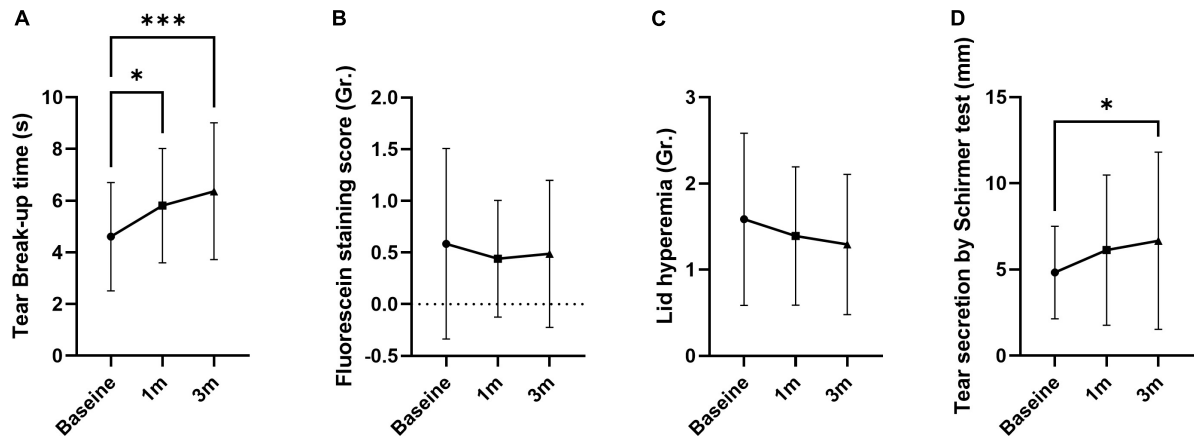 A
Tear Break-up time (s)
10
8
6
4
2
0
***
*
Baseine
1m
3m
B
Fluorescein staining score (Gr.)
2.0
1.5
1.0
0.5
0.0
-0.5
Baseine
1m
3m
C
Lid hyperemia (Gr.)
3
2
1
0
Baseine
1m
3m
D
Tear secretion by Schirmer test (mm)
15
10
5
0
*
Baseine
1m
3m